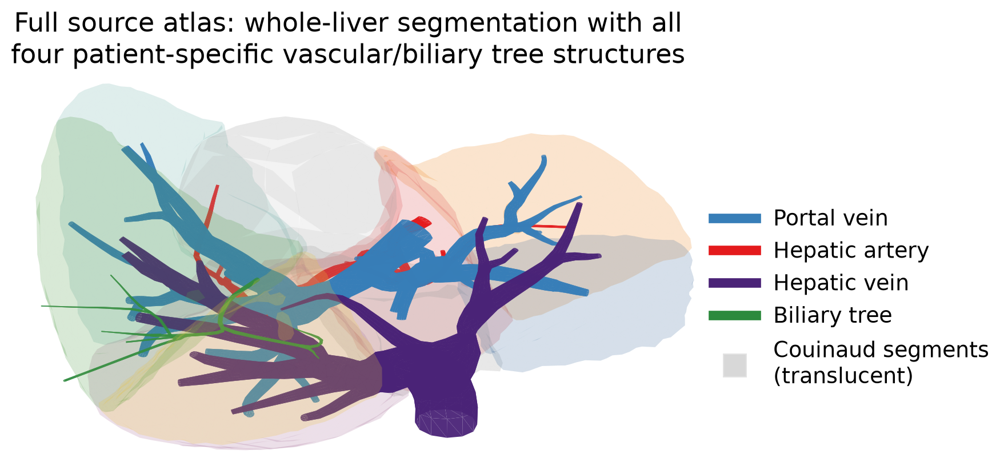 Full source atlas: whole-liver segmentation with all
four patient-specific vascular/biliary tree structures
Portal vein
Hepatic artery
Hepatic vein
Biliary tree
Couinaud segments
(translucent)